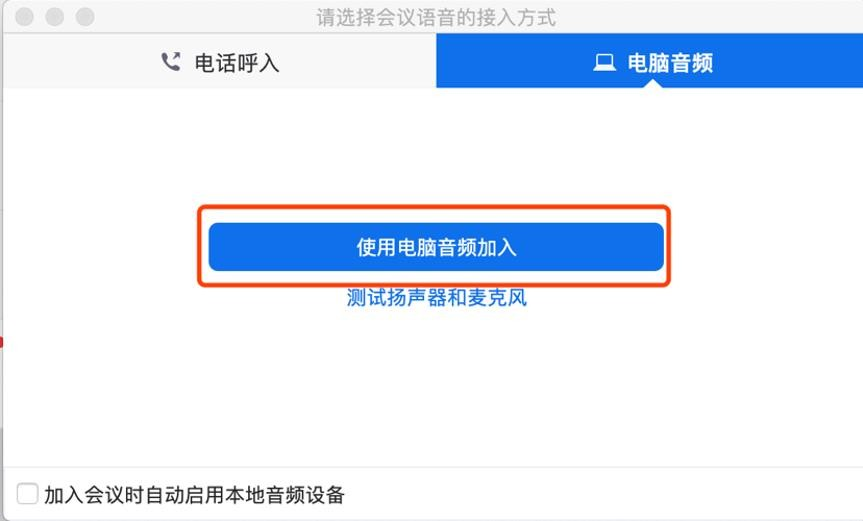 请选择会议语音的接入方式
电话呼入
电脑音频
使用电脑音频加入
测试扬声器和麦克风
加入会议时自动启用本地音频设备